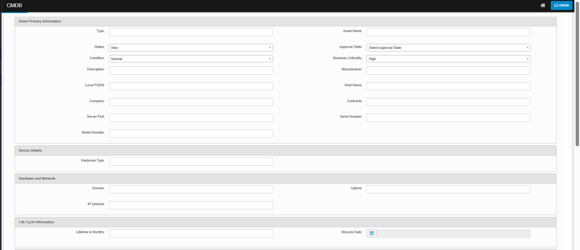 CMDB
Admin
Asset Primary Information
Type: Asset Name:
Status: New Approval State: Select Approval State
Condition: Normal Business Criticality: High
Description: Manufacturer:
Local FQDN: Host Name:
Company: Contracts:
Server Port: Serial Number:
Model Number:
Service Details
Hardware Type:
Hardware and Network
Domain: Uptime:
IP Address:
Life Cycle Information
Lifetime In Months: Recycle Date: